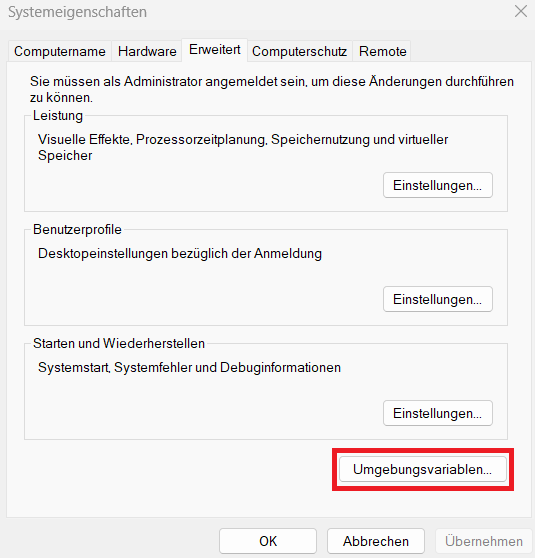 Systemeigenschaften
Computername Hardware Erweitert Computerschutz Remote
Sie müssen als Administrator angemeldet sein, um diese Änderungen durchführen
zu können.
Leistung
Visuelle Effekte, Prozessorzeitplanung, Speichernutzung und virtueller
Speicher
Einstellungen...
Benutzerprofile
Desktopeinstellungen bezüglich der Anmeldung
Einstellungen...
Starten und Wiederherstellen
Systemstart, Systemfehler und Debuginformationen
Einstellungen...
Umgebungsvariablen...
OK Abbrechen Übernehmen